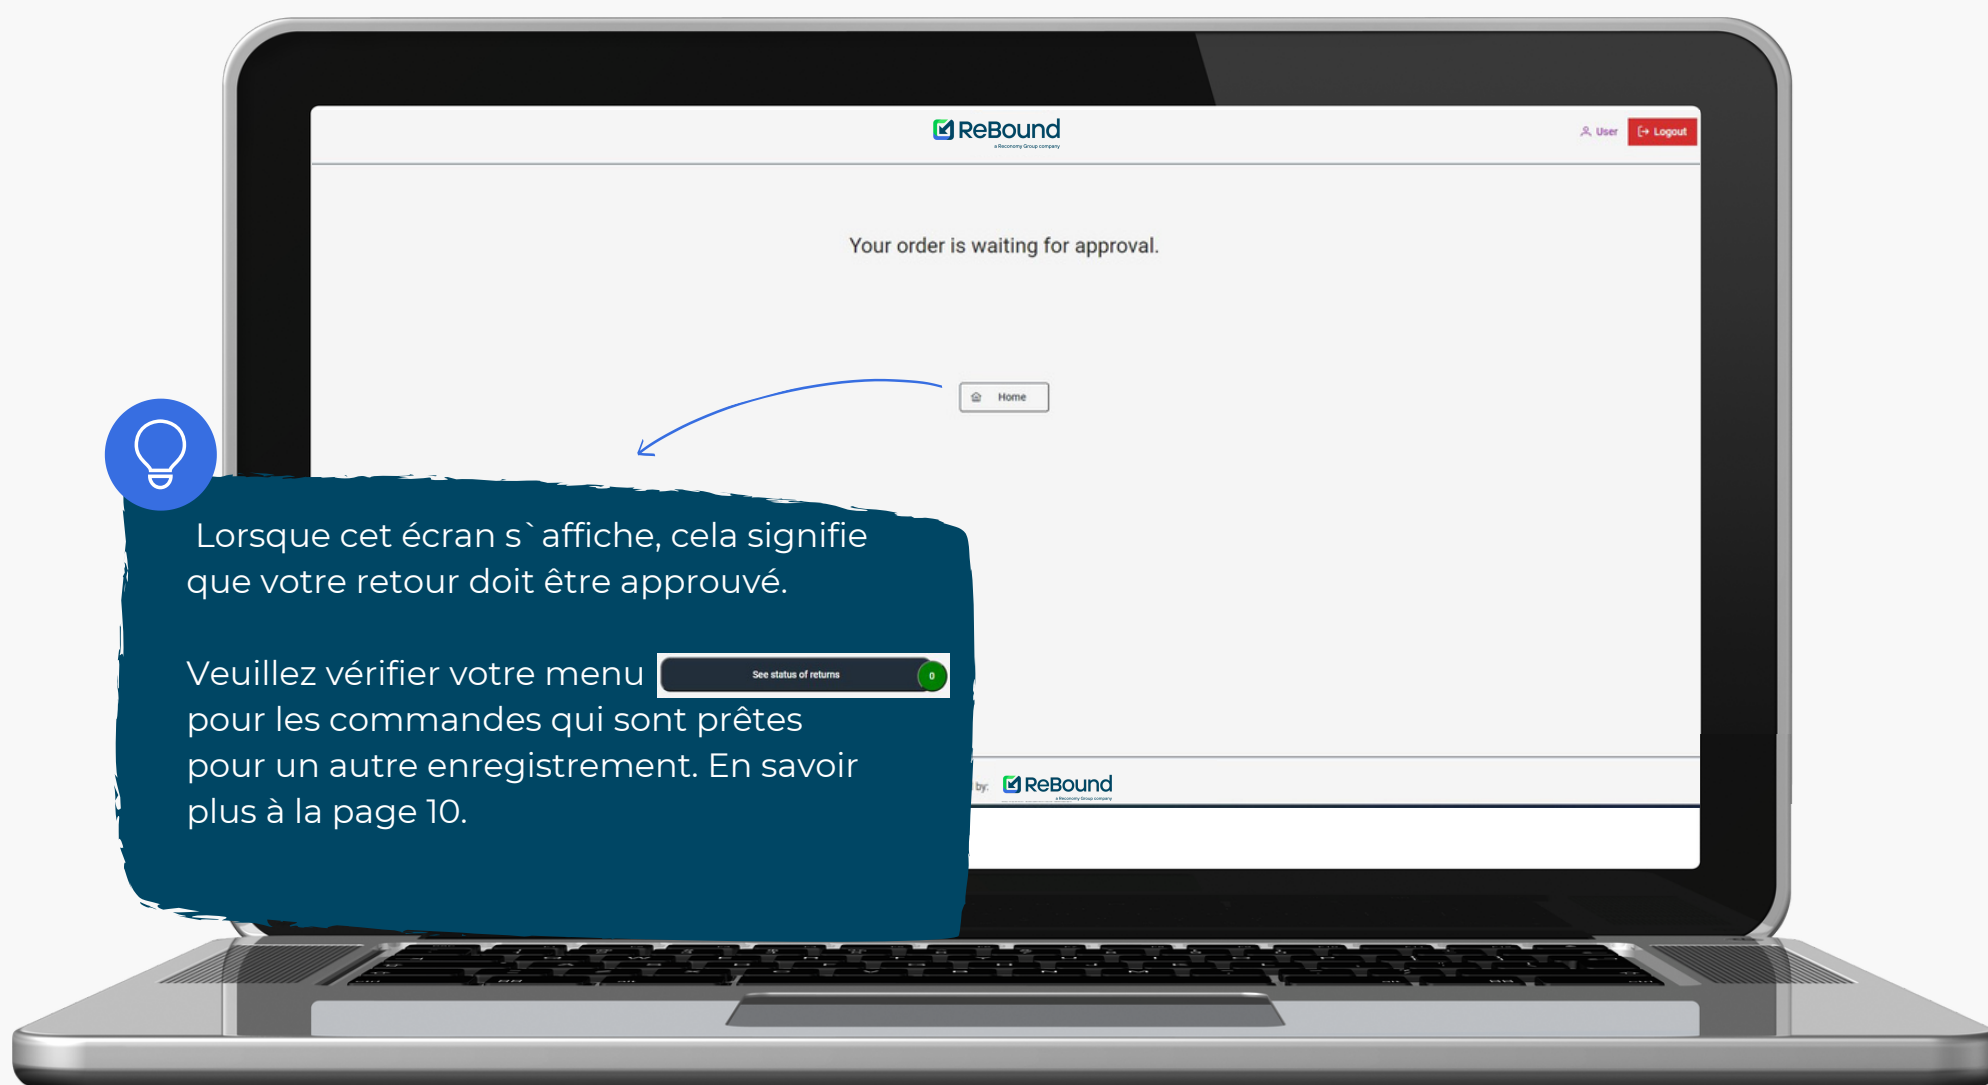 ReBound
a Reconomy Group company
User
Logout
Your order is waiting for approval.
Home
Lorsque cet écran s`affiche, cela signifie
que votre retour doit être approuvé.
Veuillez vérifier votre menu See status of returns 0
pour les commandes qui sont prêtes
pour un autre enregistrement. En savoir
plus à la page 10.
by:
ReBound
a Reconomy Group company